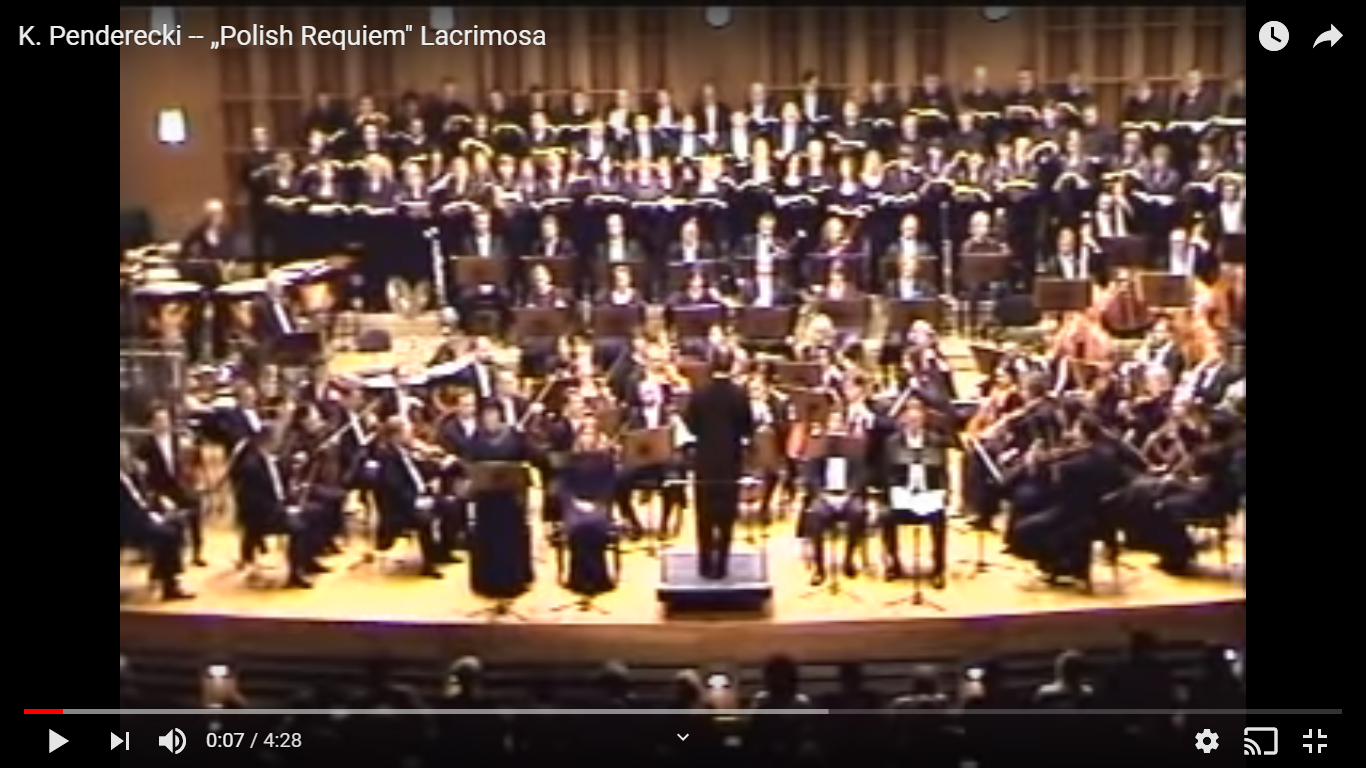 K. Penderecki -- „Polish Requiem" Lacrimosa
0:07 / 4:28